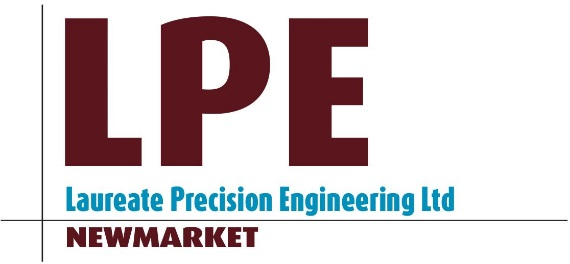 LPE
Laureate Precision Engineering Ltd
NEWMARKET